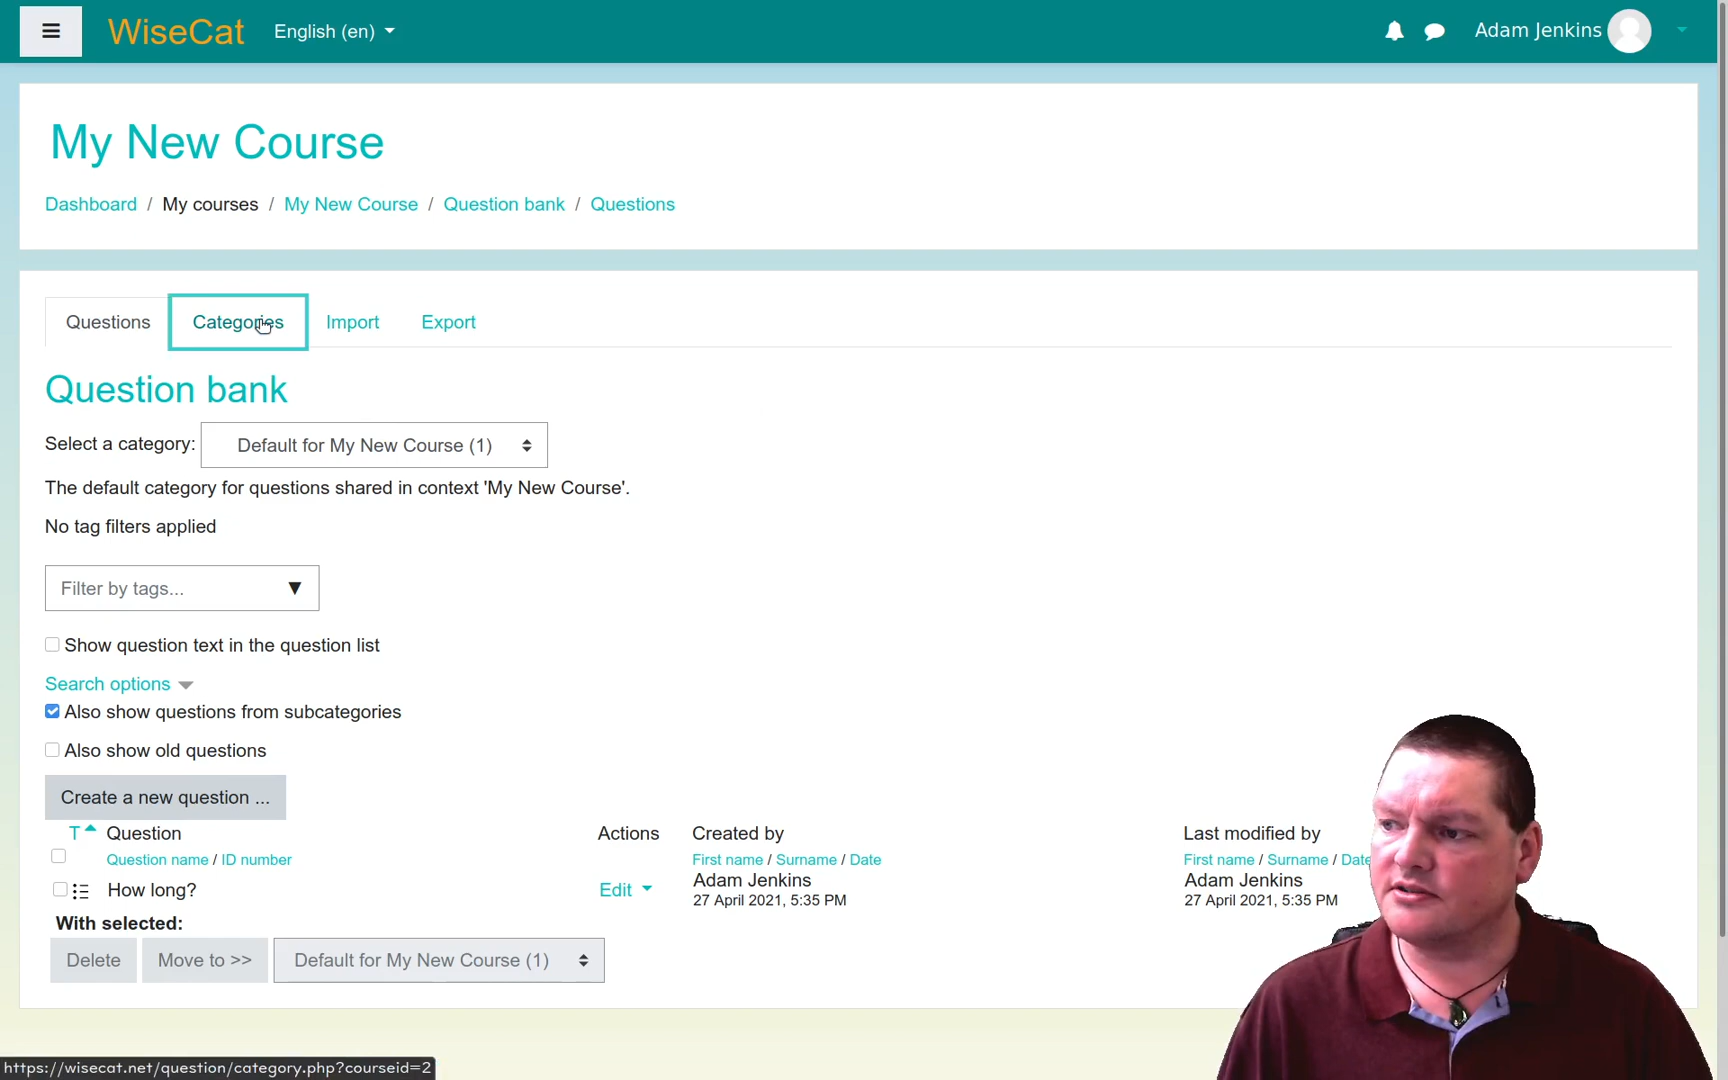 WiseCat English (en) Adam Jenkins
My New Course
Dashboard / My courses / My New Course / Question bank / Questions
Questions Categories Import Export
Question bank
Select a category: Default for My New Course (1)
The default category for questions shared in context 'My New Course'.
No tag filters applied
Filter by tags... ▼
Show question text in the question list
Search options
Also show questions from subcategories
Also show old questions
Create a new question ...
T Question Actions Created by Last modified by
Question name / ID number First name / Surname / Date First name / Surname / Date
How long? Edit Adam Jenkins Adam Jenkins
27 April 2021, 5:35 PM 27 April 2021, 5:35 PM
With selected:
Delete Move to >> Default for My New Course (1)
https://wisecat.net/question/category.php?courseid=2